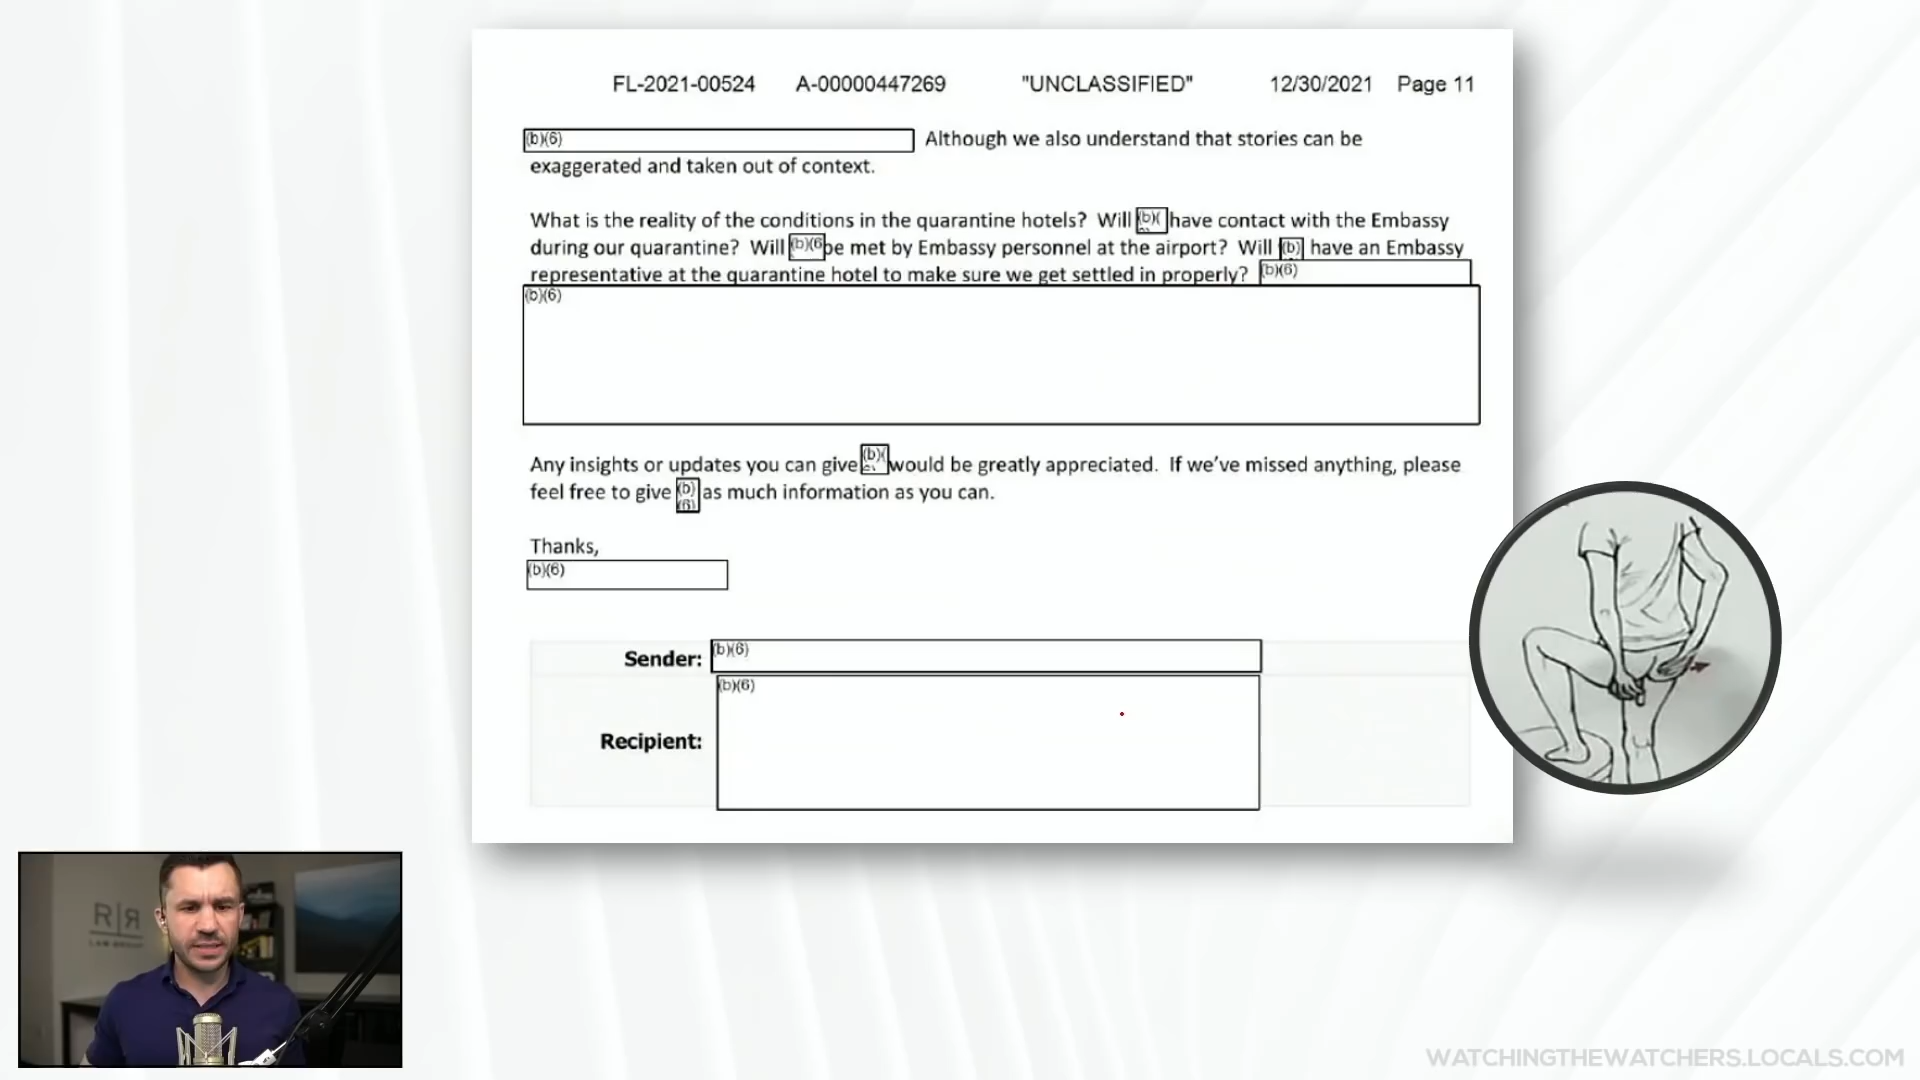 FL-2021-00524 A-00000447269 "UNCLASSIFIED" 12/30/2021 Page 11
(b)(6) Although we also understand that stories can be
exaggerated and taken out of context.
What is the reality of the conditions in the quarantine hotels? Will (b)( have contact with the Embassy
during our quarantine? Will (b)(6 be met by Embassy personnel at the airport? Will (b) have an Embassy
representative at the quarantine hotel to make sure we get settled in properly? (b)(6)
(b)(6)
Any insights or updates you can give (b)( would be greatly appreciated. If we've missed anything, please
feel free to give (b) (6) as much information as you can.
Thanks,
(b)(6)
Sender: (b)(6)
Recipient: (b)(6)
R|R
LAW GROUP
WATCHINGTHEWATCHERS.LOCALS.COM